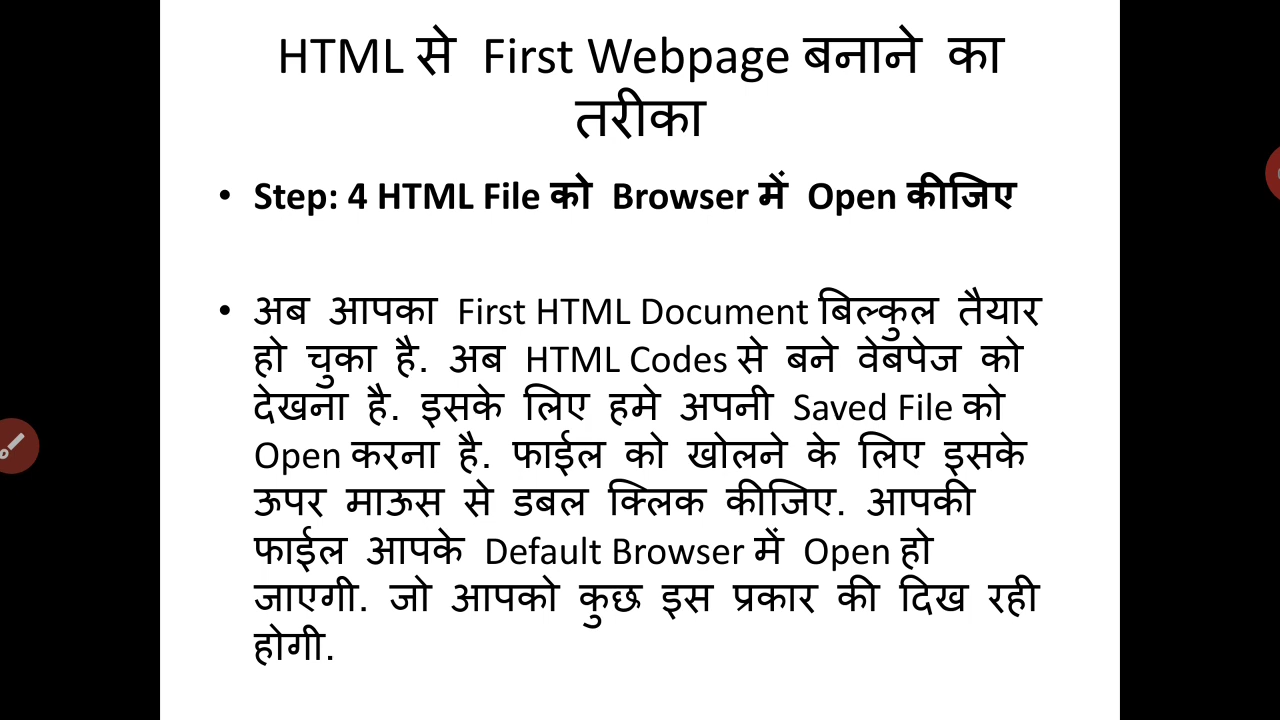 HTML से First Webpage बनाने का
तरीका
• Step: 4 HTML File को Browser में Open कीजिए
• अब आपका First HTML Document बिल्कुल तैयार
हो चुका है. अब HTML Codes से बने वेबपेज को
देखना है. इसके लिए हमे अपनी Saved File को
Open करना है. फाईल को खोलने के लिए इसके
ऊपर माऊस से डबल क्लिक कीजिए. आपकी
फाईल आपके Default Browser में Open हो
जाएगी. जो आपको कुछ इस प्रकार की दिख रही
होगी.